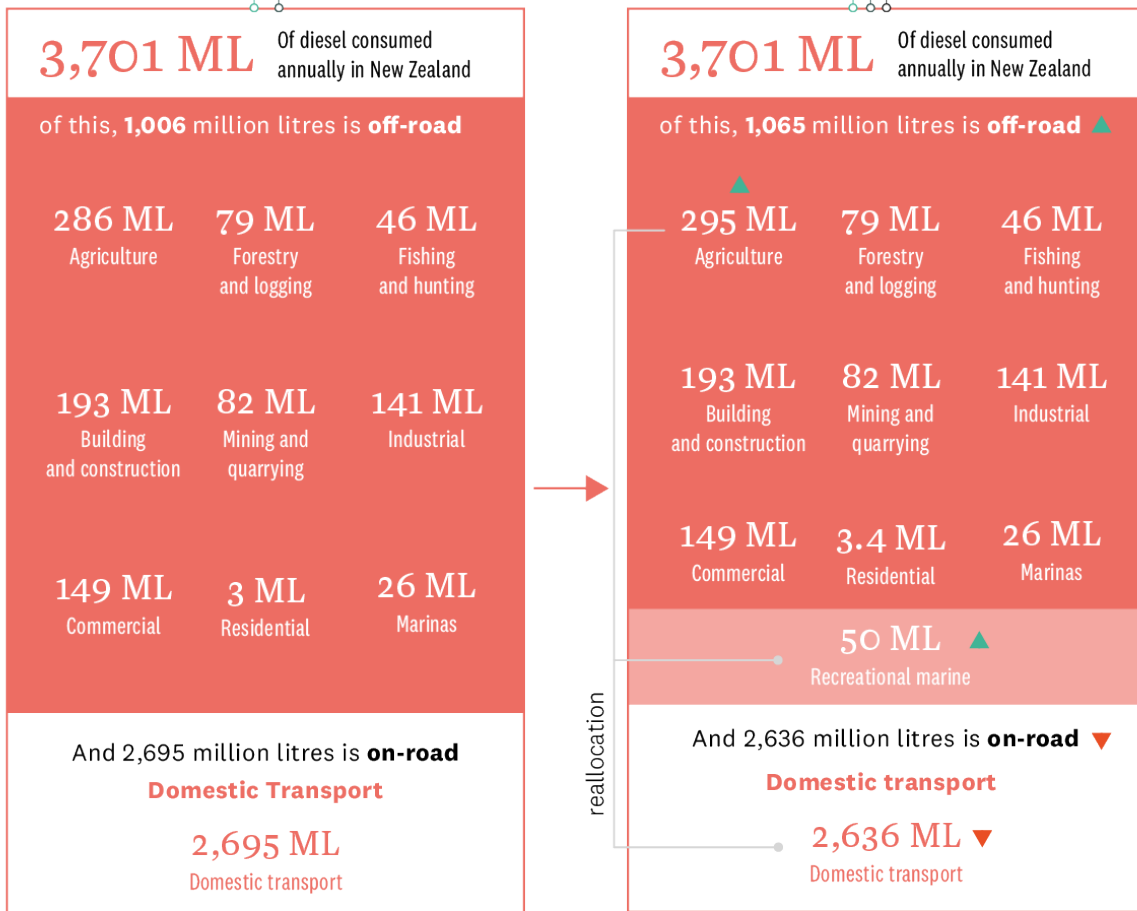 3,701 ML
Of diesel consumed
annually in New Zealand
of this, 1,006 million litres is off-road
286 ML
Agriculture
79 ML
Forestry
and logging
46 ML
Fishing
and hunting
193 ML
Building
and construction
82 ML
Mining and
quarrying
141 ML
Industrial
149 ML
Commercial
3 ML
Residential
26 ML
Marinas
And 2,695 million litres is on-road
Domestic Transport
2,695 ML
Domestic transport
reallocation
3,701 ML
Of diesel consumed
annually in New Zealand
of this, 1,065 million litres is off-road
295 ML
Agriculture
79 ML
Forestry
and logging
46 ML
Fishing
and hunting
193 ML
Building
and construction
82 ML
Mining and
quarrying
141 ML
Industrial
149 ML
Commercial
3.4 ML
Residential
26 ML
Marinas
50 ML
Recreational marine
And 2,636 million litres is on-road
Domestic transport
2,636 ML
Domestic transport